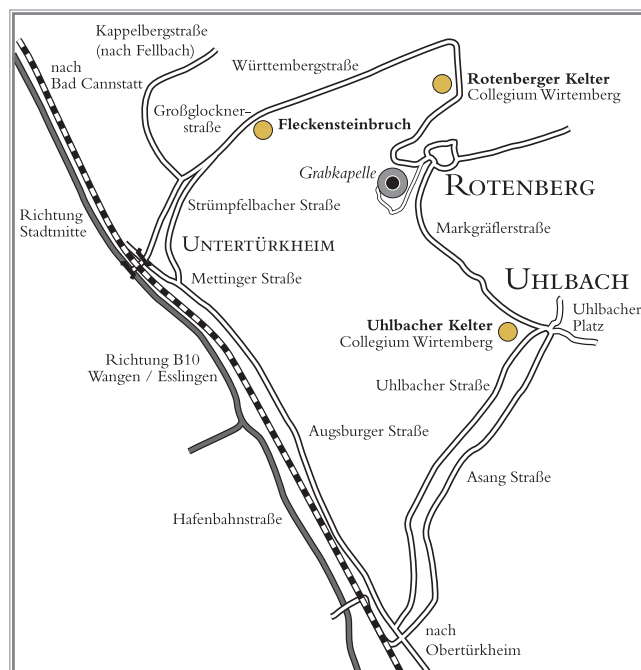 Kappelbergstraße
(nach Fellbach)
nach
Bad Cannstatt
Württembergstraße
Rotenberger Kelter
Collegium Wirtemberg
Großglockner-
straße
Fleckensteinbruch
Grabkapelle
ROTENBERG
Strümpfelbacher Straße
Richtung
Stadtmitte
Markgräflerstraße
UNTERTÜRKHEIM
Mettinger Straße
UHLBACH
Uhlbacher
Platz
Uhlbacher Kelter
Collegium Wirtemberg
Richtung B10
Wangen / Esslingen
Uhlbacher Straße
Augsburger Straße
Asang Straße
Hafenbahnstraße
nach
Obertürkheim